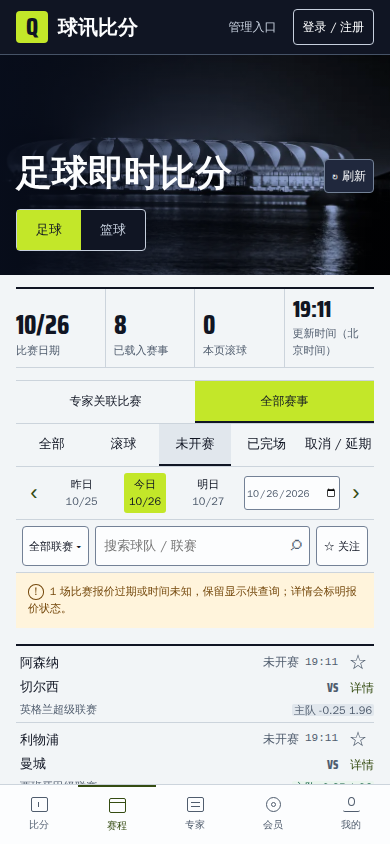 Q 球讯比分 管理入口 登录 / 注册
足球即时比分 刷新
足球 篮球
10/26 8 0 19:11
比赛日期 已载入赛事 本页滚球 更新时间（北
京时间）
专家关联比赛 全部赛事
全部 滚球 未开赛 已完场 取消 / 延期
昨日 今日 明日
10/25 10/26 10/27 10/26/2026
全部联赛 搜索球队 / 联赛 ☆ 关注
1 场比赛报价过期或时间未知，保留显示供查询；详情会标明报
价状态。
阿森纳 未开赛 19:11 ☆
切尔西 VS 详情
英格兰超级联赛 主队 -0.25 1.96
利物浦 未开赛 19:11 ☆
曼城 VS 详情
比分 赛程 专家 会员 我的